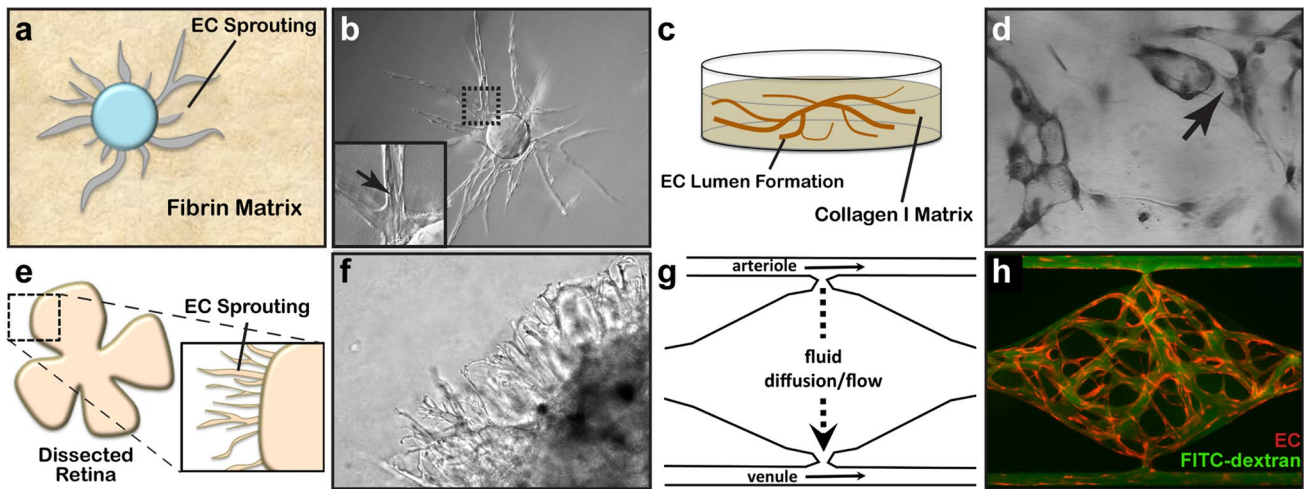 a
EC Sprouting
Fibrin Matrix
b
c
EC Lumen Formation
Collagen I Matrix
d
e
EC Sprouting
Dissected
Retina
f
g
arteriole
fluid
diffusion/flow
venule
h
EC
FITC-dextran